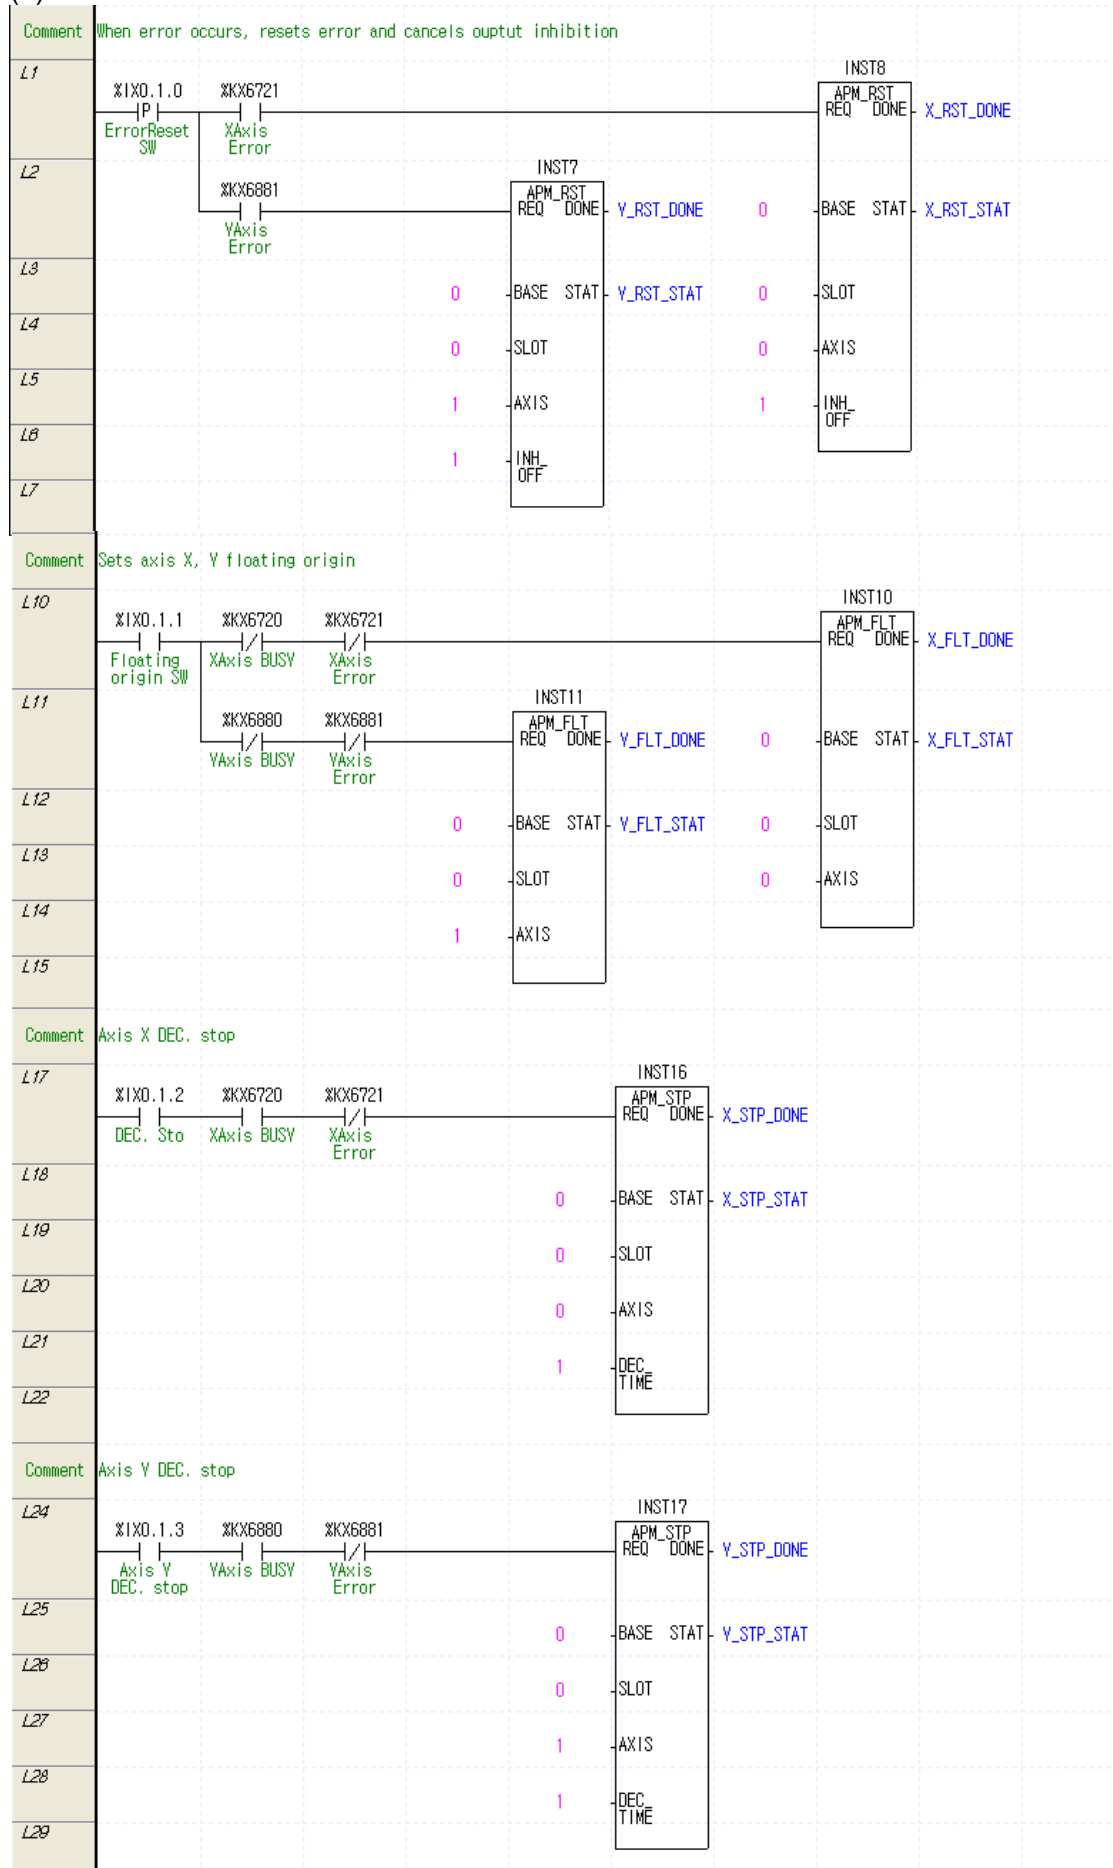 Comment When error occurs, resets error and cancels ouptut inhibition
L1
INST8
%IX0.1.0 %KX6721 APM_RST
P REQ DONE X_RST_DONE
ErrorReset SW XAxis Error
L2
INST7
%KX6881 APM_RST
REQ DONE Y_RST_DONE 0 BASE STAT X_RST_STAT
YAxis Error
L3
0 BASE STAT Y_RST_STAT 0 SLOT
L4
0 SLOT 0 AXIS
L5
1 AXIS 1 INH_OFF
L6
1 INH_OFF
L7
Comment Sets axis X, Y floating origin
L10
INST10
%IX0.1.1 %KX6720 %KX6721 APM_FLT
REQ DONE X_FLT_DONE
Floating origin SW XAxis BUSY XAxis Error
L11
INST11
%KX6880 %KX6881 APM_FLT
REQ DONE Y_FLT_DONE 0 BASE STAT X_FLT_STAT
YAxis BUSY YAxis Error
L12
0 BASE STAT Y_FLT_STAT 0 SLOT
L13
0 SLOT 0 AXIS
L14
1 AXIS
L15
Comment Axis X DEC. stop
L17
INST16
%IX0.1.2 %KX6720 %KX6721 APM_STP
REQ DONE X_STP_DONE
DEC. Sto XAxis BUSY XAxis Error
L18
0 BASE STAT X_STP_STAT
L19
0 SLOT
L20
0 AXIS
L21
1 DEC_TIME
L22
Comment Axis Y DEC. stop
L24
INST17
%IX0.1.3 %KX6880 %KX6881 APM_STP
REQ DONE Y_STP_DONE
Axis Y DEC. stop YAxis BUSY YAxis Error
L25
0 BASE STAT Y_STP_STAT
L26
0 SLOT
L27
1 AXIS
L28
1 DEC_TIME
L29